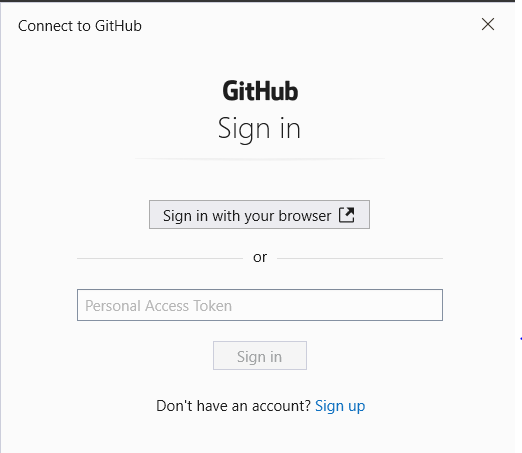 Connect to GitHub
GitHub
Sign in
Sign in with your browser
or
Personal Access Token
Sign in
Don't have an account? Sign up